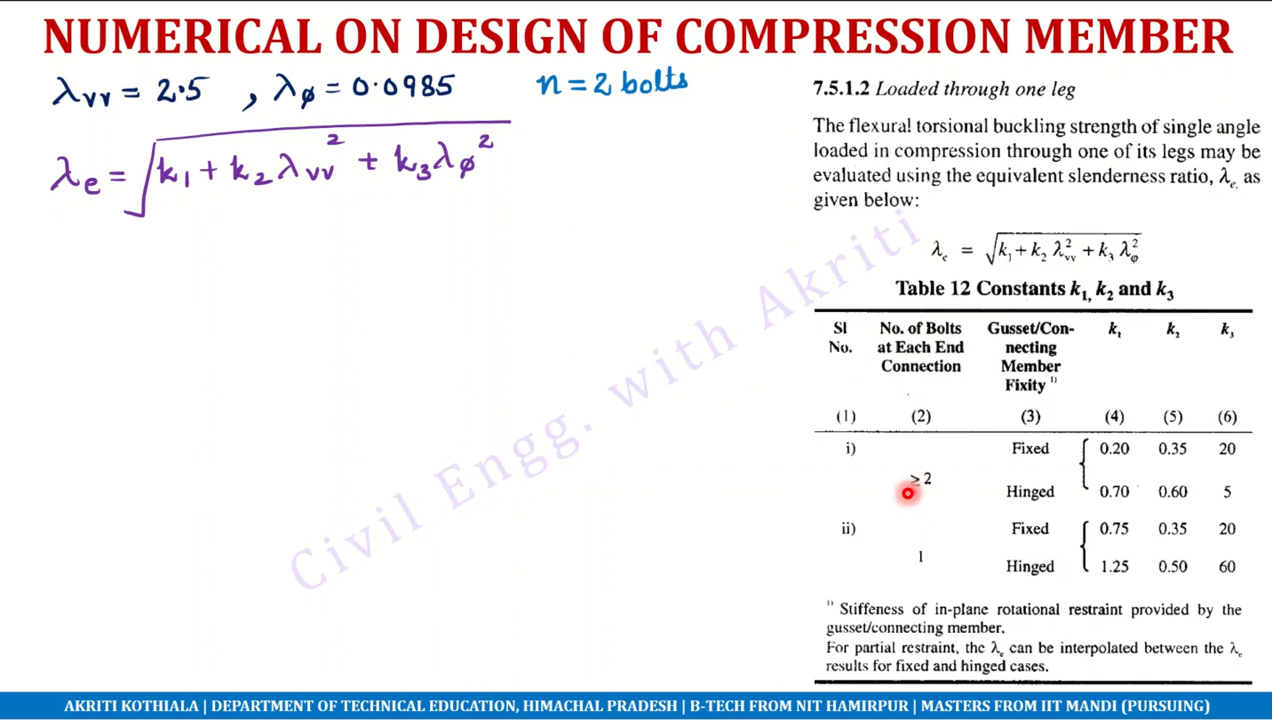 NUMERICAL ON DESIGN OF COMPRESSION MEMBER
λvv = 2.5 , λφ = 0.0985 n = 2 bolts
λe = √(k1 + k2 λvv² + k3 λφ²)
7.5.1.2 Loaded through one leg
The flexural torsional buckling strength of single angle
loaded in compression through one of its legs may be
evaluated using the equivalent slenderness ratio, λe, as
given below:
λe = √(k1 + k2 λvv² + k3 λφ²)
Table 12 Constants k1, k2 and k3
Sl No. No. of Bolts at Each End Connection Gusset/Con-necting Member Fixity 1) k1 k2 k3
(1) (2) (3) (4) (5) (6)
i) Fixed 0.20 0.35 20
≥ 2
Hinged 0.70 0.60 5
ii) Fixed 0.75 0.35 20
1
Hinged 1.25 0.50 60
1) Stiffeness of in-plane rotational restraint provided by the
gusset/connecting member.
For partial restraint, the λe can be interpolated between the λe
results for fixed and hinged cases.
Civil Engg. with Akriti
AKRITI KOTHIALA | DEPARTMENT OF TECHNICAL EDUCATION, HIMACHAL PRADESH | B-TECH FROM NIT HAMIRPUR | MASTERS FROM IIT MANDI (PURSUING)